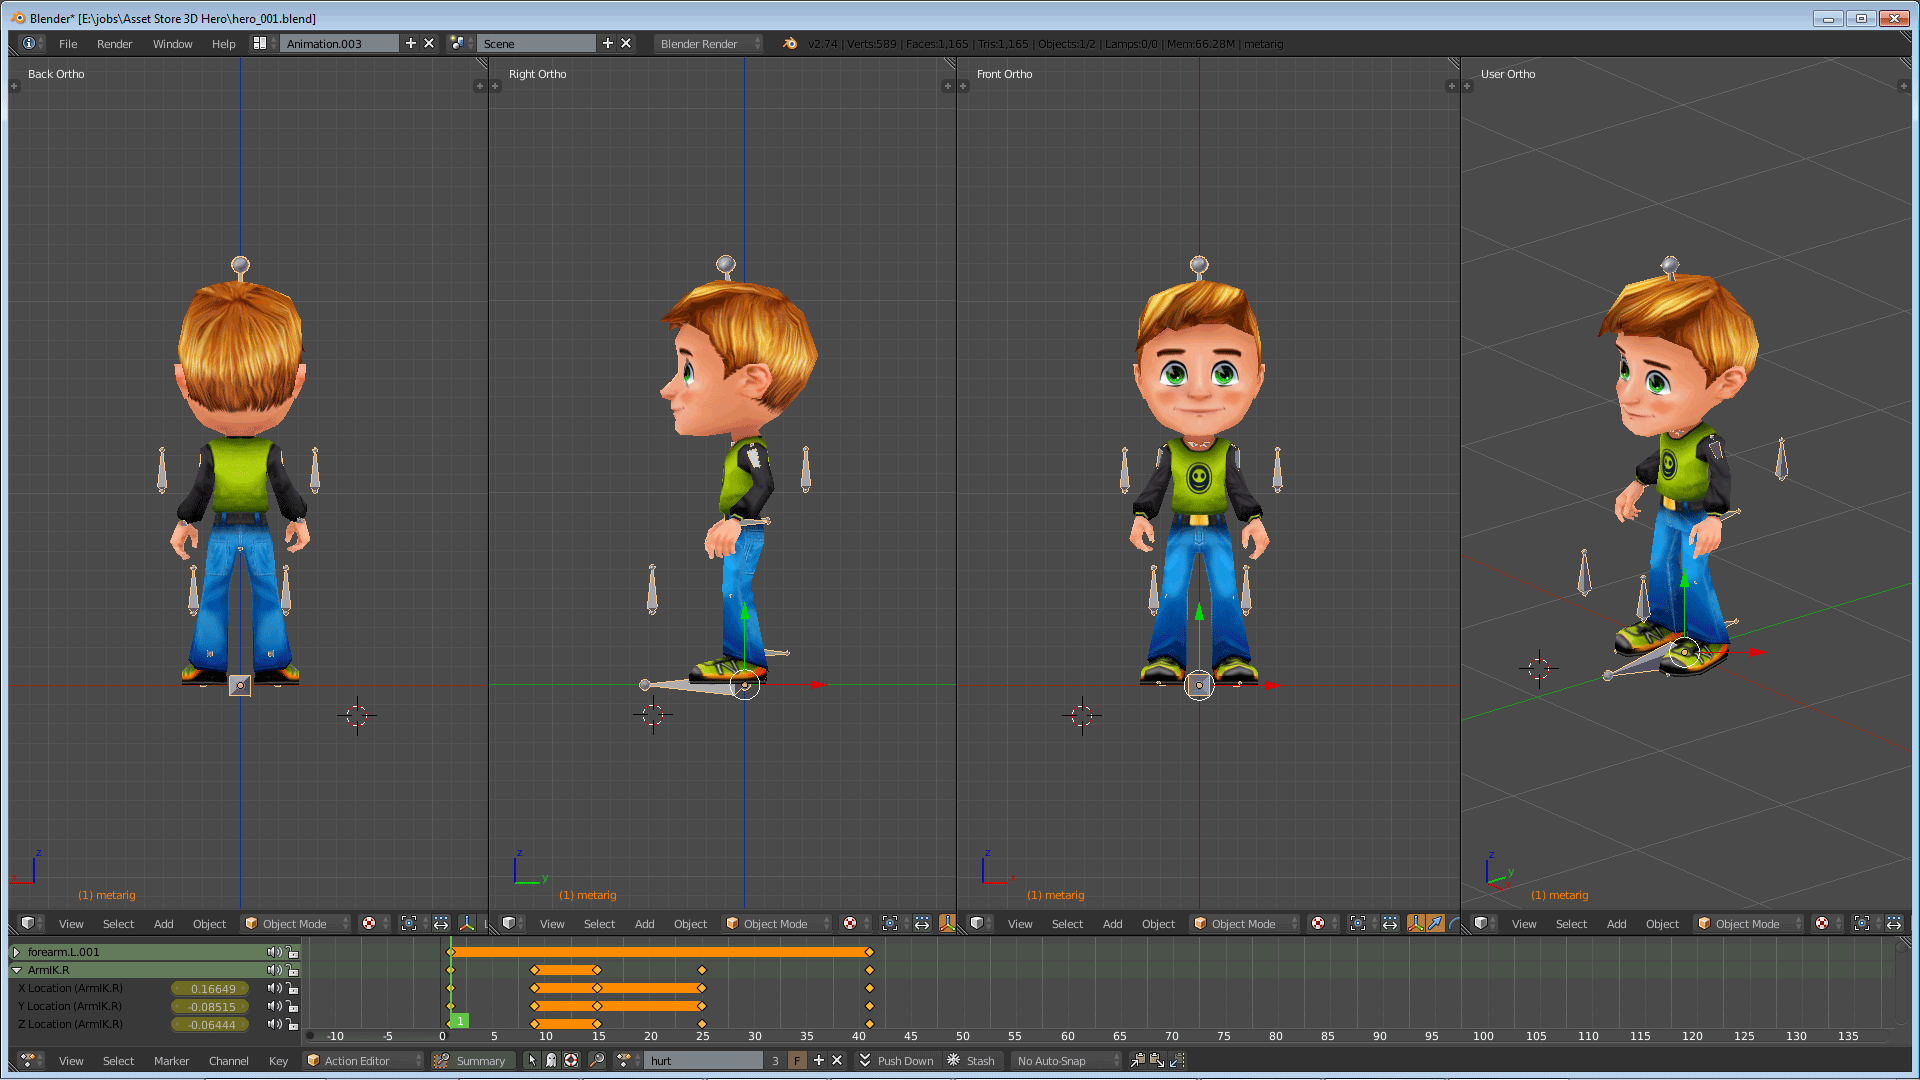 Blender* [E:\jobs\Asset Store 3D Hero\hero_001.blend]
File Render Window Help Animation.003 Scene Blender Render v2.74 | Verts:589 | Faces:1,165 | Tris:1,165 | Objects:1/2 | Lamps:0/0 | Mem:66.28M | metarig
Back Ortho Right Ortho Front Ortho User Ortho
z z y z x z y
(1) metarig (1) metarig (1) metarig (1) metarig
View Select Add Object Object Mode View Select Add Object Object Mode View Select Add Object Object Mode View Select Add Object Object Mode
forearm.L.001
ArmIK.R
X Location (ArmIK.R) 0.16649
Y Location (ArmIK.R) -0.08515
Z Location (ArmIK.R) -0.06444
1
-10 -5 0 5 10 15 20 25 30 35 40 45 50 55 60 65 70 75 80 85 90 95 100 105 110 115 120 125 130 135
View Select Marker Channel Key Action Editor Summary hurt 3 F Push Down Stash No Auto-Snap